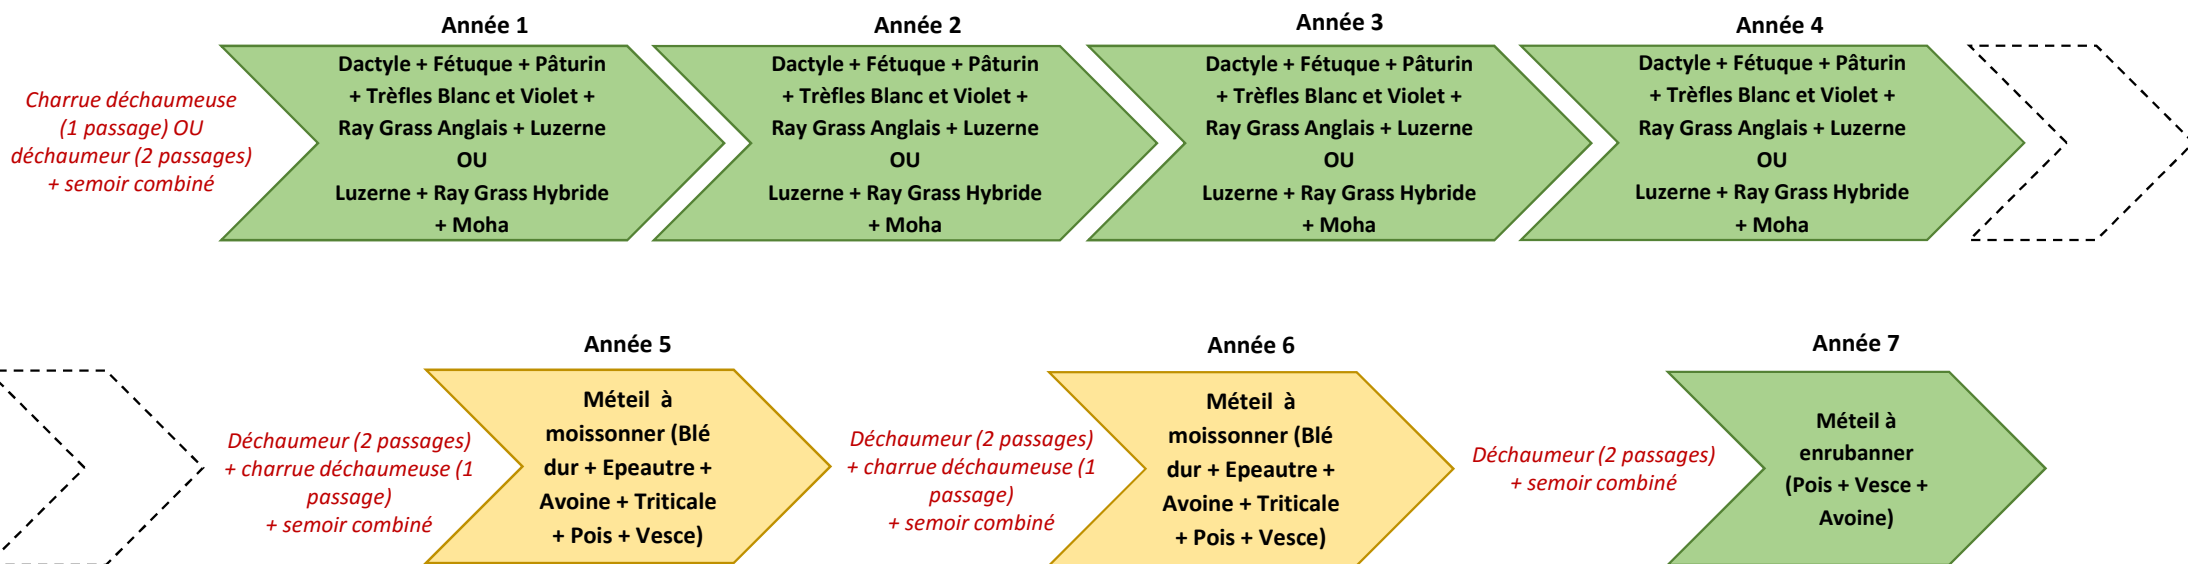 Année 1
Année 2
Année 3
Année 4
Charrue déchaumeuse
(1 passage) OU
déchaumeur (2 passages)
+ semoir combiné
Dactyle + Fétuque + Pâturin
+ Trèfles Blanc et Violet +
Ray Grass Anglais + Luzerne
OU
Luzerne + Ray Grass Hybride
+ Moha
Dactyle + Fétuque + Pâturin
+ Trèfles Blanc et Violet +
Ray Grass Anglais + Luzerne
OU
Luzerne + Ray Grass Hybride
+ Moha
Dactyle + Fétuque + Pâturin
+ Trèfles Blanc et Violet +
Ray Grass Anglais + Luzerne
OU
Luzerne + Ray Grass Hybride
+ Moha
Dactyle + Fétuque + Pâturin
+ Trèfles Blanc et Violet +
Ray Grass Anglais + Luzerne
OU
Luzerne + Ray Grass Hybride
+ Moha
Année 5
Année 6
Année 7
Déchaumeur (2 passages)
+ charrue déchaumeuse (1
passage)
+ semoir combiné
Méteil à
moissonner (Blé
dur + Epeautre +
Avoine + Triticale
+ Pois + Vesce)
Déchaumeur (2 passages)
+ charrue déchaumeuse (1
passage)
+ semoir combiné
Méteil à
moissonner (Blé
dur + Epeautre +
Avoine + Triticale
+ Pois + Vesce)
Déchaumeur (2 passages)
+ semoir combiné
Méteil à
enrubanner
(Pois + Vesce +
Avoine)